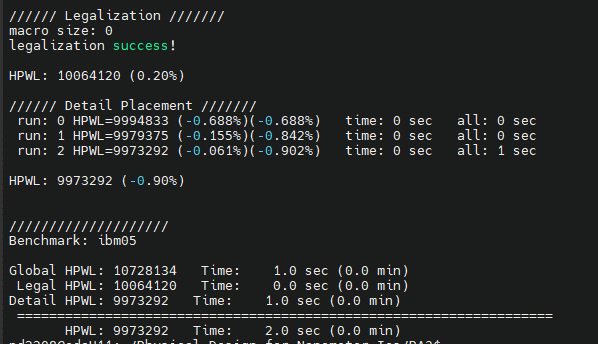 ////// Legalization ///////
macro size: 0
legalization success!
HPWL: 10064120 (0.20%)
////// Detail Placement ///////
run: 0 HPWL=9994833 (-0.688%)(-0.688%)   time: 0 sec   all: 0 sec
run: 1 HPWL=9979375 (-0.155%)(-0.842%)   time: 0 sec   all: 0 sec
run: 2 HPWL=9973292 (-0.061%)(-0.902%)   time: 0 sec   all: 1 sec
HPWL: 9973292 (-0.90%)
////////////////////
Benchmark: ibm05
Global HPWL: 10728134   Time:    1.0 sec (0.0 min)
Legal HPWL: 10064120   Time:    0.0 sec (0.0 min)
Detail HPWL: 9973292   Time:    1.0 sec (0.0 min)
===================================================================
HPWL: 9973292   Time:    2.0 sec (0.0 min)